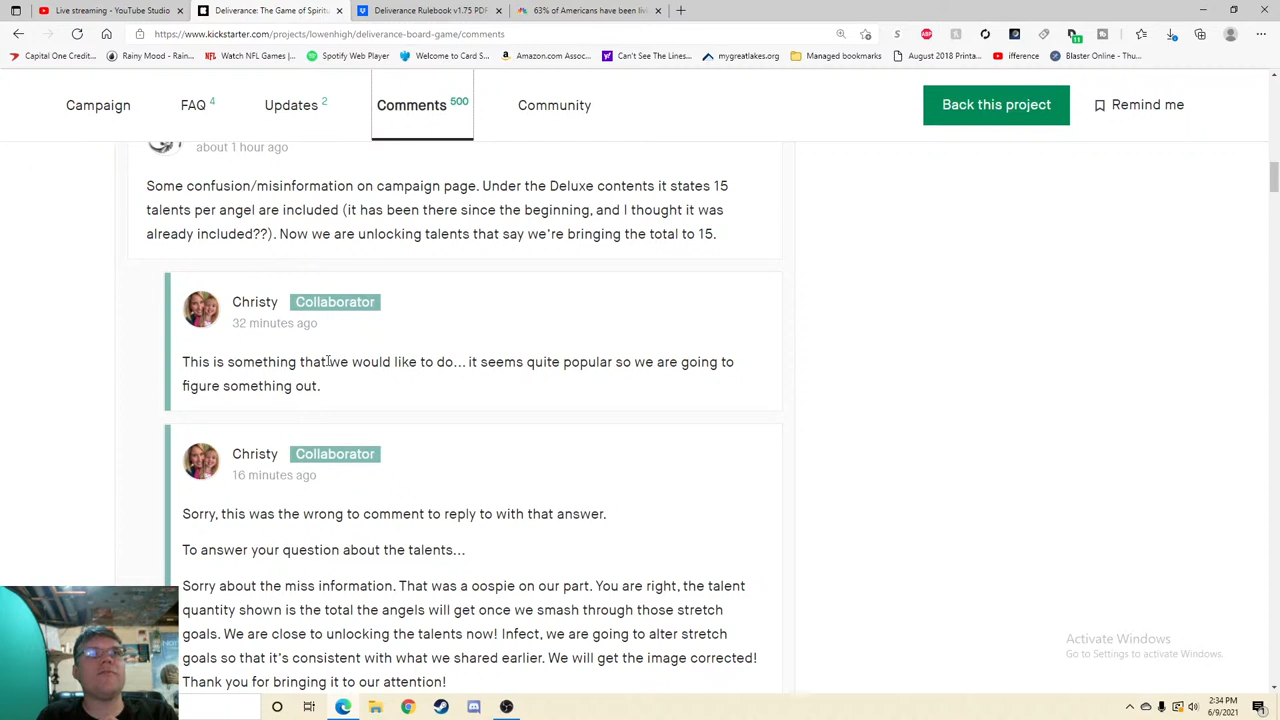 Live streaming - YouTube Studio
Deliverance: The Game of Spiritu
Deliverance Rulebook v1.75 PDF
63% of Americans have been livi
https://www.kickstarter.com/projects/lowenhigh/deliverance-board-game/comments
Capital One Credit...
Rainy Mood - Rain...
Watch NFL Games |...
Spotify Web Player...
Welcome to Card S...
Amazon.com Assoc...
Can't See The Lines...
mygreatlakes.org
Managed bookmarks
August 2018 Printa...
ifference
Blaster Online - Thu...
Campaign
FAQ 4
Updates 2
Comments 500
Community
Back this project
Remind me
about 1 hour ago
Some confusion/misinformation on campaign page. Under the Deluxe contents it states 15
talents per angel are included (it has been there since the beginning, and I thought it was
already included??). Now we are unlocking talents that say we're bringing the total to 15.
Christy Collaborator
32 minutes ago
This is something that we would like to do... it seems quite popular so we are going to
figure something out.
Christy Collaborator
16 minutes ago
Sorry, this was the wrong to comment to reply to with that answer.
To answer your question about the talents...
Sorry about the miss information. That was a oospie on our part. You are right, the talent
quantity shown is the total the angels will get once we smash through those stretch
goals. We are close to unlocking the talents now! Infect, we are going to alter stretch
goals so that it's consistent with what we shared earlier. We will get the image corrected!
Thank you for bringing it to our attention!
Activate Windows
Go to Settings to activate Windows.
2:34 PM
6/9/2021